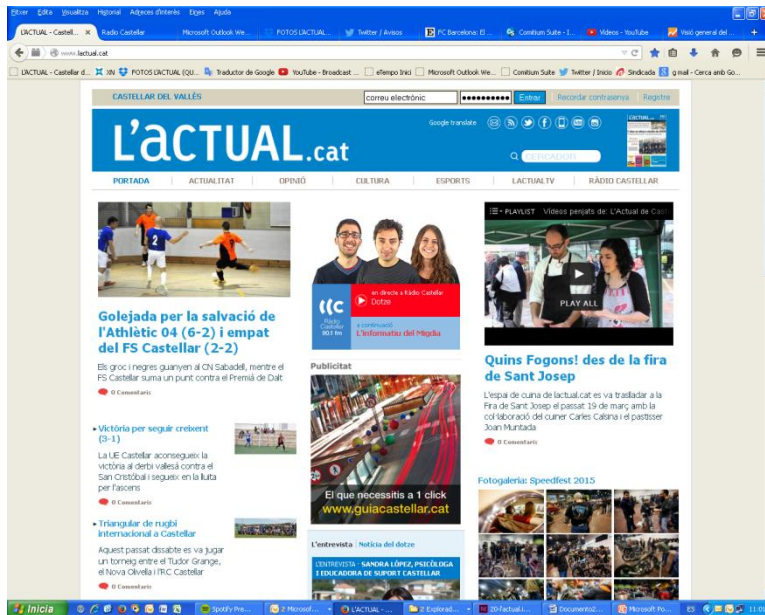 Fitxer Edita Visualitza Historial Adreces d'interès Eines Ajuda
L'ACTUAL - Castell... Radio Castellar Microsoft Outlook We... FOTOS L'ACTUAL... Twitter / Avisos FC Barcelona: El ... Comitium Suite - I... Vídeos - YouTube Visió general del ...
www.lactual.cat
L'ACTUAL - Castellar d... XN FOTOS L'ACTUAL (QU... Traductor de Google YouTube - Broadcast ... elTempo Inici Microsoft Outlook We... Comitium Suite Twitter / Inicio Sindicada gmail - Cerca amb Go...
CASTELLAR DEL VALLÈS correu electrònic Entrar Recordar contrasenya Registre
Google translate
L'ACTUAL.cat
CERCADOR
PORTADA ACTUALITAT OPINIÓ CULTURA ESPORTS LACTUALTV RÀDIO CASTELLAR
Golejada per la salvació de
l'Athlètic 04 (6-2) i empat
del FS Castellar (2-2)
Els groc i negres guanyen al CN Sabadell, mentre el
FS Castellar suma un punt contra el Premià de Dalt
0 Comentaris
Victòria per seguir creixent
(3-1)
La UE Castellar aconsegueix la
victòria al derbi vallesà contra el
San Cristóbal i segueix en la lluita
per l'ascens
0 Comentaris
Triangular de rugbi
internacional a Castellar
Aquest passat dissabte es va jugar
un torneig entre el Tudor Grange,
el Nova Olivella i l'RC Castellar
0 Comentaris
Ràdio
Castellar
90.1 fm
en directe a Ràdio Castellar
Dotze
a continuació
L'Informatiu del Migdia
Publicitat
El que necessitis a 1 click
www.guiacastellar.cat
L'entrevista Notícia del dotze
L'ENTREVISTA - SANDRA LÓPEZ, PSICÒLOGA
I EDUCADORA DE SUPORT CASTELLAR
PLAYLIST Vídeos penjats de: L'Actual de Cast
PLAY ALL
Quins Fogons! des de la fira
de Sant Josep
L'espai de cuina de lactual.cat es va traslladar a la
Fira de Sant Josep el passat 19 de març amb la
col·laboració del cuiner Carles Calsina i el pastisser
Joan Muntada
0 Comentaris
Fotogaleria: Speedfest 2015
Inicia Spotify Pre... 2 Microsof... L'ACTUAL - ... 2 Explorad... Documento2... Microsoft Po... ES